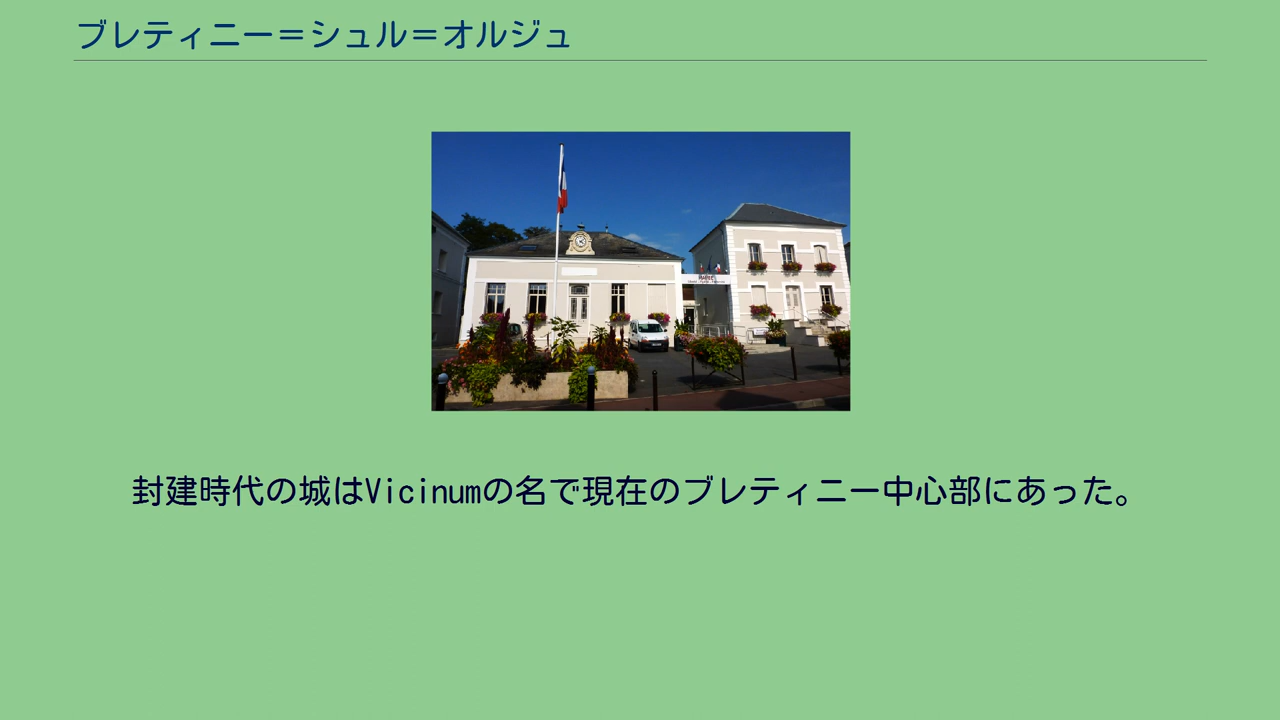 ブレティニー＝シュル＝オルジュ
MAIRIE
封建時代の城はVicinumの名で現在のブレティニー中心部にあった。